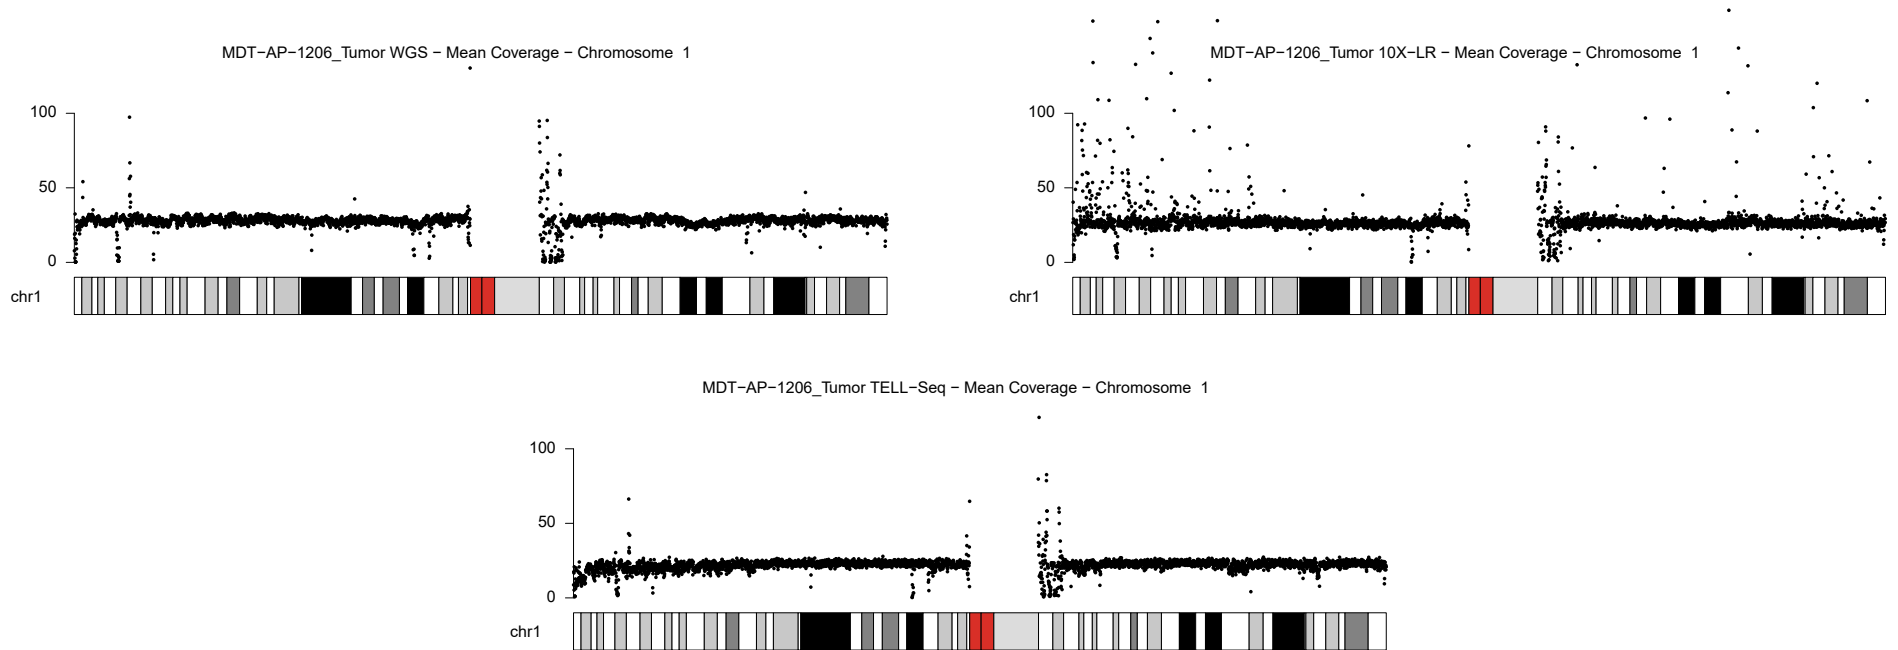 MDT−AP−1206_Tumor WGS − Mean Coverage − Chromosome 1
100
50
0
chr1
MDT−AP−1206_Tumor 10X−LR − Mean Coverage − Chromosome 1
100
50
0
chr1
MDT−AP−1206_Tumor TELL−Seq − Mean Coverage − Chromosome 1
100
50
0
chr1